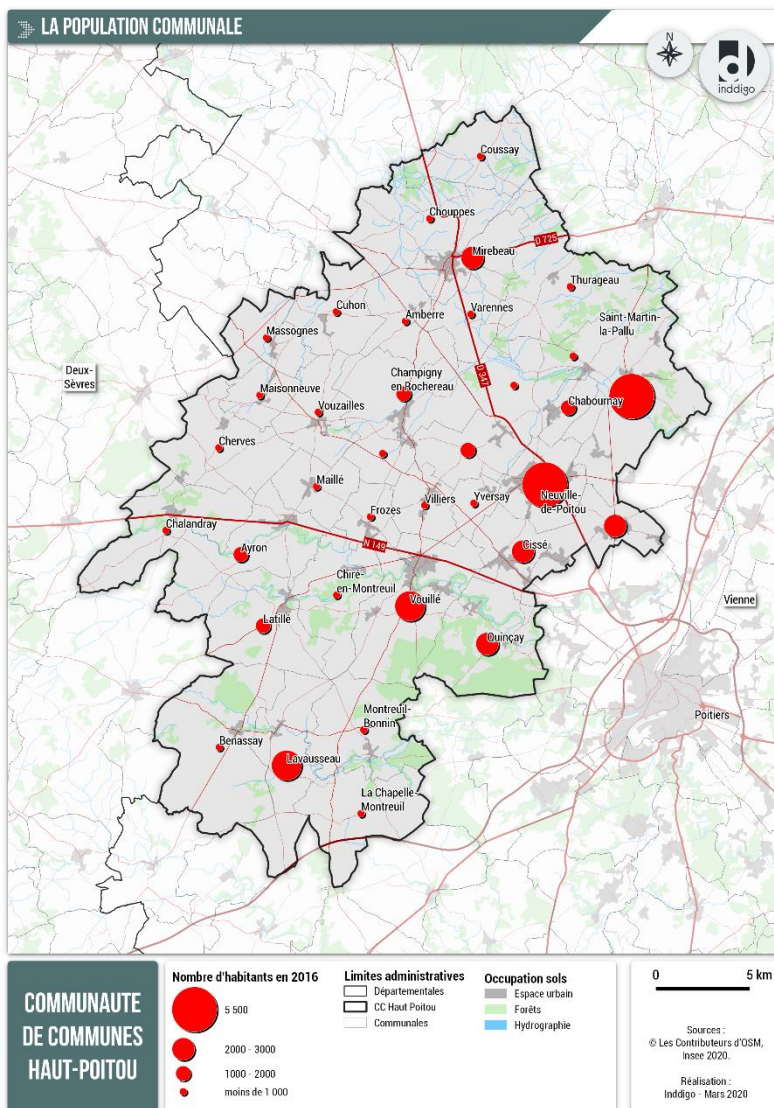 LA POPULATION COMMUNALE
N
inddigo
Coussay
Chouppes
D 725
Mirebeau
Thurageau
Cuhon
Amberre
Varennes
Saint-Martin-
la-Pallu
Massognes
D 347
Deux-
Sèvres
Champigny
en Rochereau
Maisonneuve
Chabournay
Vouzailles
Cherves
Maillé
Villiers
Yversay
Neuville-
de-Poitou
Frozes
Chalandray
N 149
Cissé
Ayron
Chiré-
en-Montreuil
Vouillé
Vienne
Latillé
Quinçay
Montreuil-
Bonnin
Poitiers
Benassay
Lavausseau
La Chapelle-
Montreuil
COMMUNAUTE
DE COMMUNES
HAUT-POITOU
Nombre d'habitants en 2016
5 500
2000 - 3000
1000 - 2000
moins de 1 000
Limites administratives
Départementales
CC Haut Poitou
Communales
Occupation sols
Espace urbain
Forêts
Hydrographie
0 5 km
Sources :
© Les Contributeurs d'OSM,
Insee 2020.
Réalisation :
Inddigo - Mars 2020